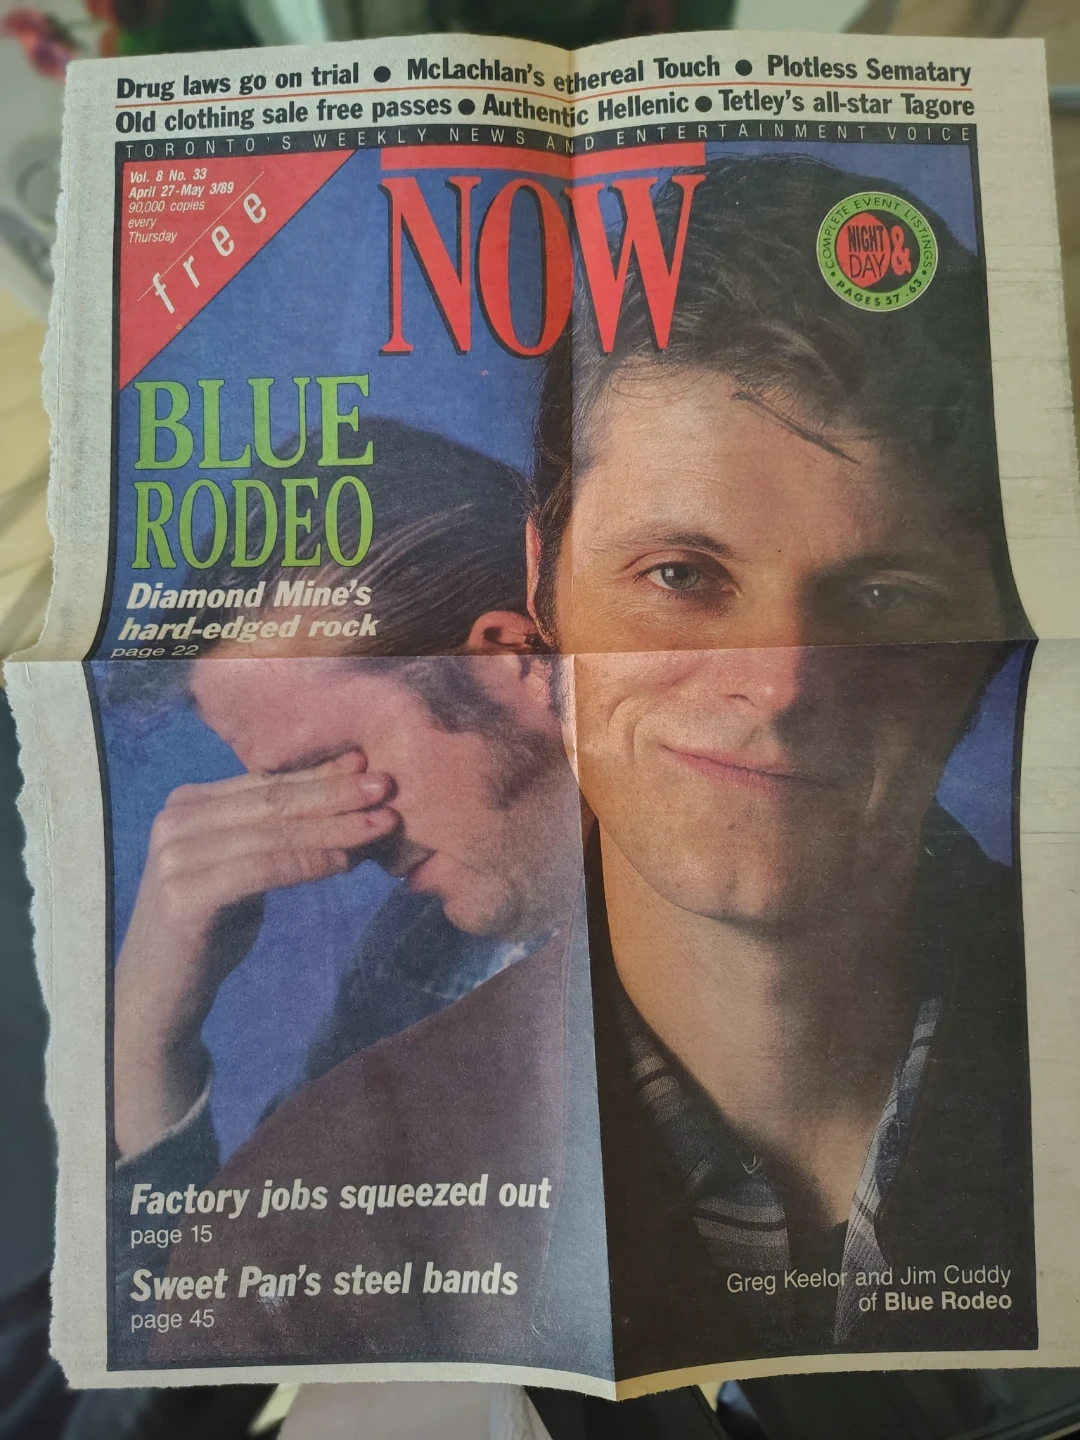 Drug laws go on trial ● McLachlan's ethereal Touch ● Plotless Sematary
Old clothing sale free passes ● Authentic Hellenic ● Tetley's all-star Tagore
TORONTO'S WEEKLY NEWS AND ENTERTAINMENT VOICE
Vol. 8 No. 33
April 27-May 3/89
90,000 copies
every
Thursday
free
NOW
COMPLETE EVENT LISTINGS
NIGHT
& DAY
• PAGES 57-63 •
BLUE
RODEO
Diamond Mine's
hard-edged rock
page 22
Factory jobs squeezed out
page 15
Sweet Pan's steel bands
page 45
Greg Keelor and Jim Cuddy
of Blue Rodeo